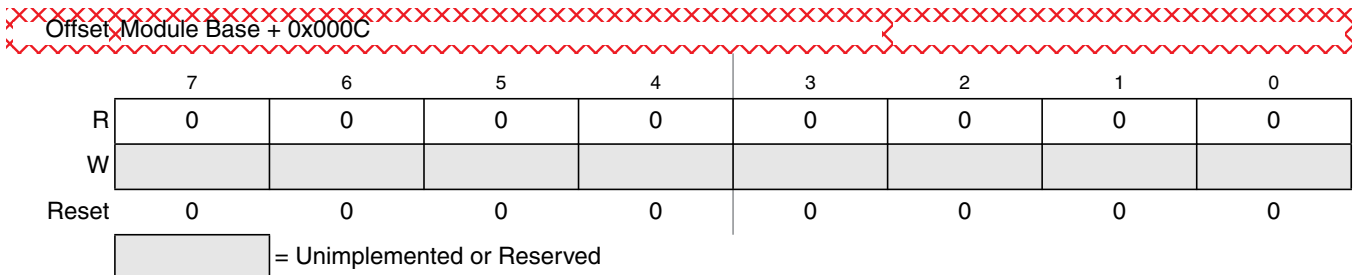 Offset Module Base + 0x000C
7 6 5 4 3 2 1 0
R 0 0 0 0 0 0 0 0
W
Reset 0 0 0 0 0 0 0 0
= Unimplemented or Reserved